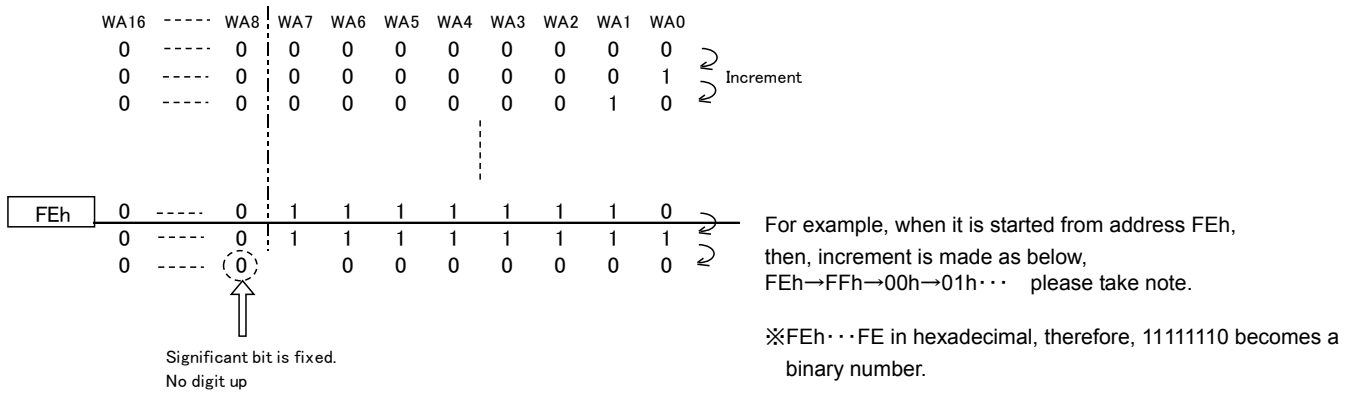 WA16 ----- WA8 WA7 WA6 WA5 WA4 WA3 WA2 WA1 WA0
0 ----- 0 0 0 0 0 0 0 0 0
0 ----- 0 0 0 0 0 0 0 0 1
Increment
0 ----- 0 0 0 0 0 0 0 1 0
FEh 0 ----- 0 1 1 1 1 1 1 1 0
0 ----- 0 1 1 1 1 1 1 1 1
0 ----- 0 0 0 0 0 0 0 0
Significant bit is fixed.
No digit up
For example, when it is started from address FEh,
then, increment is made as below,
FEh→FFh→00h→01h･･･ please take note.
※FEh･･･FE in hexadecimal, therefore, 11111110 becomes a
binary number.